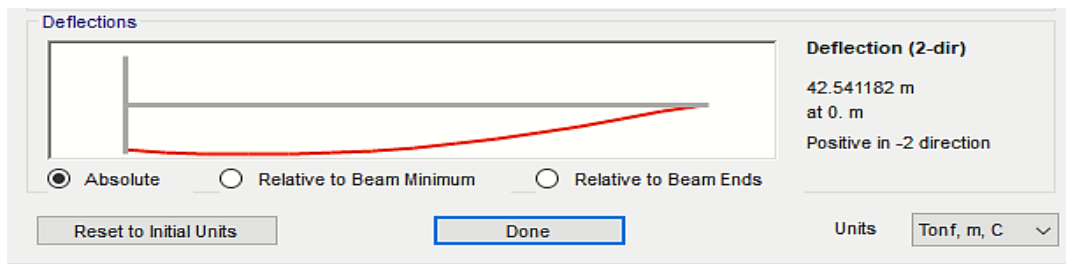 Deflections
Deflection (2-dir)
42.541182 m
at 0. m
Positive in -2 direction
Absolute
Relative to Beam Minimum
Relative to Beam Ends
Reset to Initial Units
Done
Units
Tonf, m, C